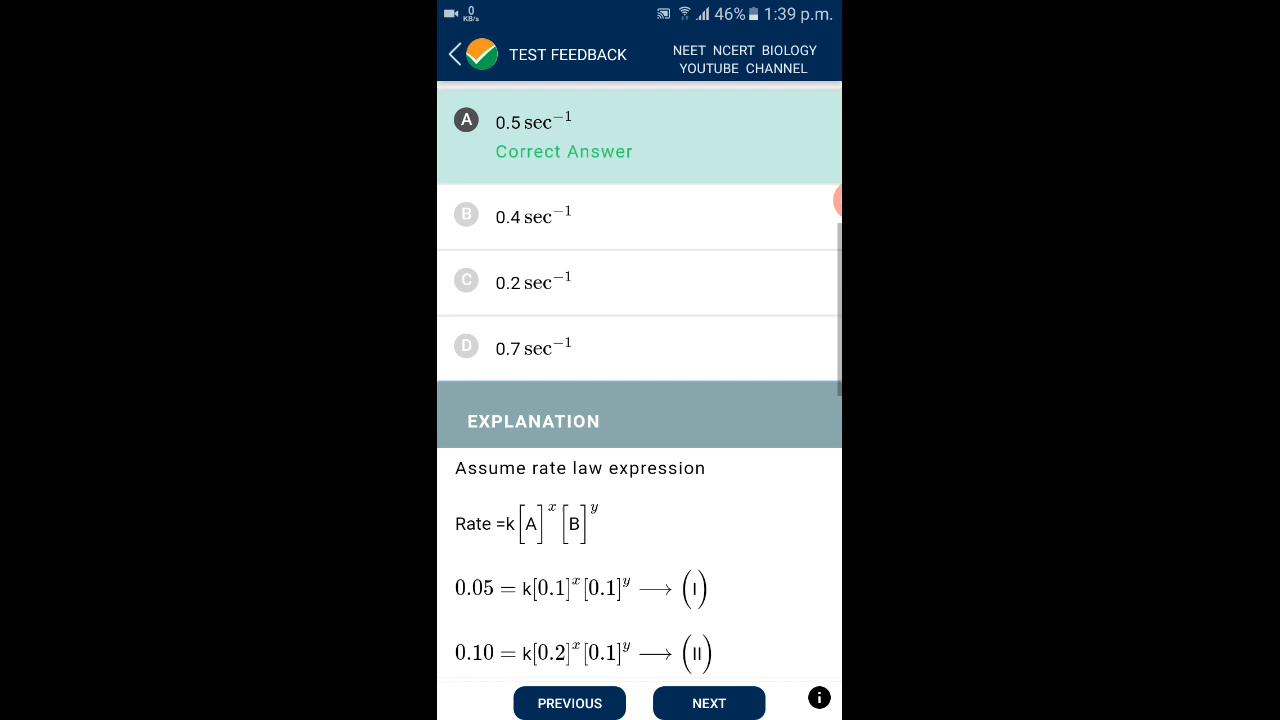 0 KB/s 46% 1:39 p.m.
TEST FEEDBACK
NEET NCERT BIOLOGY
YOUTUBE CHANNEL
A 0.5 sec⁻¹
Correct Answer
B 0.4 sec⁻¹
C 0.2 sec⁻¹
D 0.7 sec⁻¹
EXPLANATION
Assume rate law expression
Rate =k[A]ˣ[B]ʸ
0.05 = k[0.1]ˣ[0.1]ʸ ⟶ (I)
0.10 = k[0.2]ˣ[0.1]ʸ ⟶ (II)
PREVIOUS NEXT i